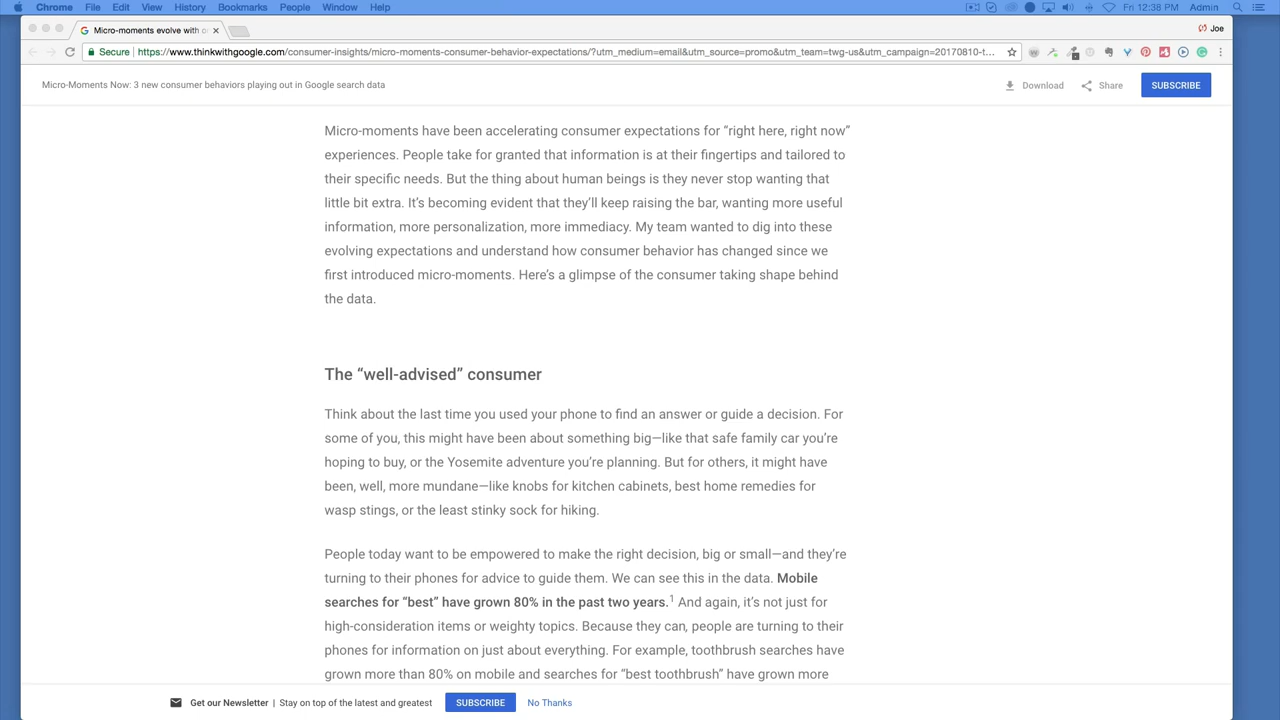 Chrome File Edit View History Bookmarks People Window Help Fri 12:38 PM Admin
Micro-moments evolve with Joe
Secure https://www.thinkwithgoogle.com/consumer-insights/micro-moments-consumer-behavior-expectations/?utm_medium=email&utm_source=promo&utm_team=twg-us&utm_campaign=20170810-t...
Micro-Moments Now: 3 new consumer behaviors playing out in Google search data Download Share SUBSCRIBE
Micro-moments have been accelerating consumer expectations for “right here, right now”
experiences. People take for granted that information is at their fingertips and tailored to
their specific needs. But the thing about human beings is they never stop wanting that
little bit extra. It’s becoming evident that they’ll keep raising the bar, wanting more useful
information, more personalization, more immediacy. My team wanted to dig into these
evolving expectations and understand how consumer behavior has changed since we
first introduced micro-moments. Here’s a glimpse of the consumer taking shape behind
the data.
The “well-advised” consumer
Think about the last time you used your phone to find an answer or guide a decision. For
some of you, this might have been about something big—like that safe family car you’re
hoping to buy, or the Yosemite adventure you’re planning. But for others, it might have
been, well, more mundane—like knobs for kitchen cabinets, best home remedies for
wasp stings, or the least stinky sock for hiking.
People today want to be empowered to make the right decision, big or small—and they’re
turning to their phones for advice to guide them. We can see this in the data. Mobile
searches for “best” have grown 80% in the past two years.1 And again, it’s not just for
high-consideration items or weighty topics. Because they can, people are turning to their
phones for information on just about everything. For example, toothbrush searches have
grown more than 80% on mobile and searches for “best toothbrush” have grown more
Get our Newsletter | Stay on top of the latest and greatest SUBSCRIBE No Thanks